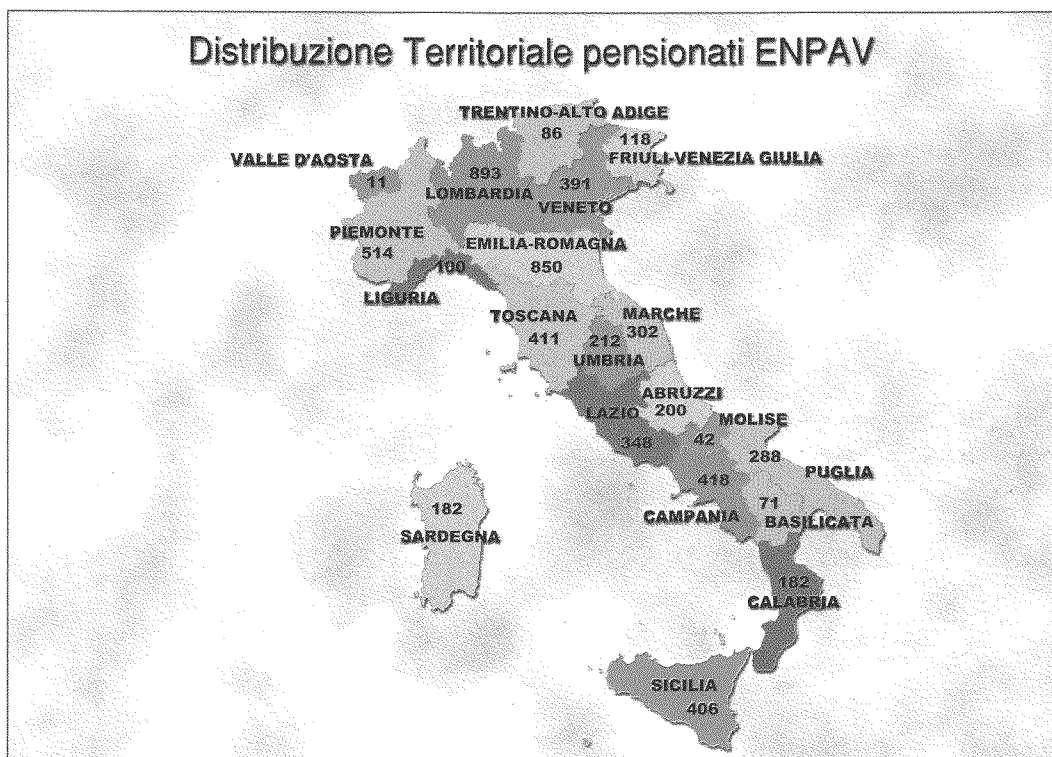 Distribuzione Territoriale pensionati ENPAV
TRENTINO-ALTO ADIGE
86
118
FRIULI-VENEZIA GIULIA
VALLE D'AOSTA
11
893
LOMBARDIA
391
VENETO
PIEMONTE
514
EMILIA-ROMAGNA
850
100
LIGURIA
TOSCANA
411
MARCHE
302
212
UMBRIA
ABRUZZI
200
LAZIO
348
MOLISE
42
288
PUGLIA
418
CAMPANIA
71
BASILICATA
182
SARDEGNA
182
CALABRIA
SICILIA
406